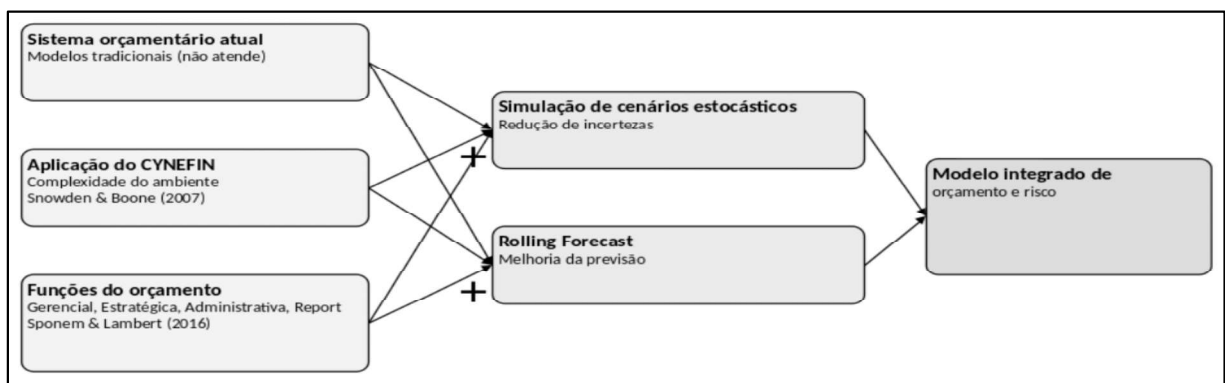 Sistema orçamentário atual
Modelos tradicionais (não atende)
Aplicação do CYNEFIN
Complexidade do ambiente
Snowden & Boone (2007)
Funções do orçamento
Gerencial, Estratégica, Administrativa, Report
Sponem & Lambert (2016)
Simulação de cenários estocásticos
Redução de incertezas
+
Rolling Forecast
Melhoria da previsão
+
Modelo integrado de
orçamento e risco